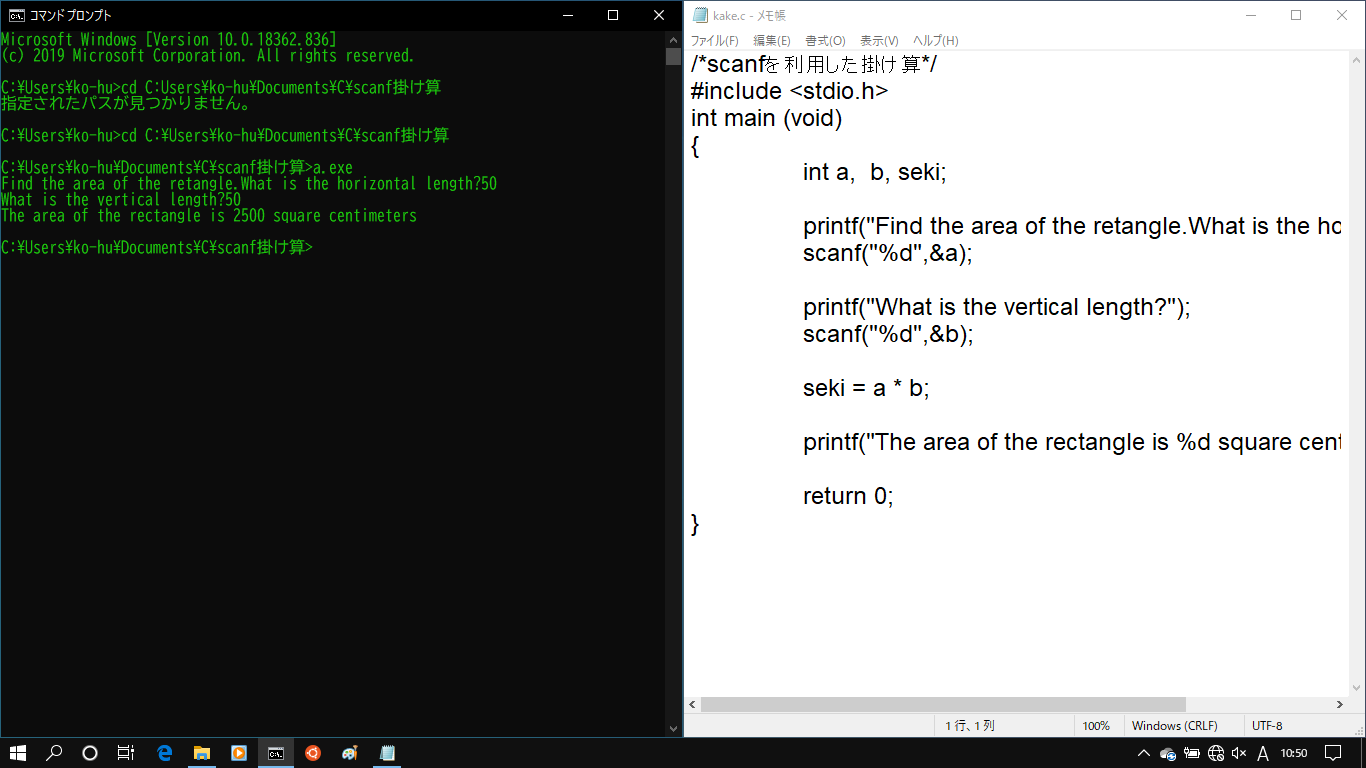 コマンドプロンプト
Microsoft Windows [Version 10.0.18362.836]
(c) 2019 Microsoft Corporation. All rights reserved.
C:¥Users¥ko-hu>cd C:Users¥ko-hu¥Documents¥C¥scanf掛け算
指定されたパスが見つかりません。
C:¥Users¥ko-hu>cd C:¥Users¥ko-hu¥Documents¥C¥scanf掛け算
C:¥Users¥ko-hu¥Documents¥C¥scanf掛け算>a.exe
Find the area of the retangle.What is the horizontal length?50
What is the vertical length?50
The area of the rectangle is 2500 square centimeters
C:¥Users¥ko-hu¥Documents¥C¥scanf掛け算>
kake.c - メモ帳
ファイル(F) 編集(E) 書式(O) 表示(V) ヘルプ(H)
/*scanfを利用した掛け算*/
#include <stdio.h>
int main (void)
{
int a,  b, seki;
printf("Find the area of the retangle.What is the ho
scanf("%d",&a);
printf("What is the vertical length?");
scanf("%d",&b);
seki = a * b;
printf("The area of the rectangle is %d square cent
return 0;
}
1 行、1 列 100% Windows (CRLF) UTF-8
A 10:50